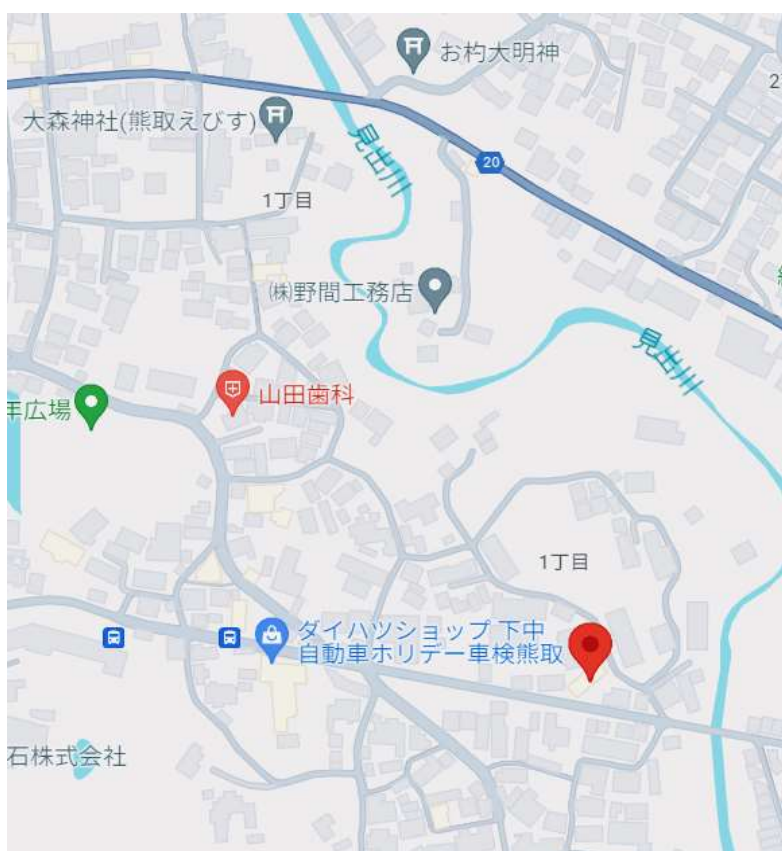 お杓大明神
2
大森神社(熊取えびす)
見出川
20
1丁目
㈱野間工務店
見出川
山田歯科
年広場
1丁目
ダイハツショップ 下中
自動車ホリデー車検熊取
石株式会社